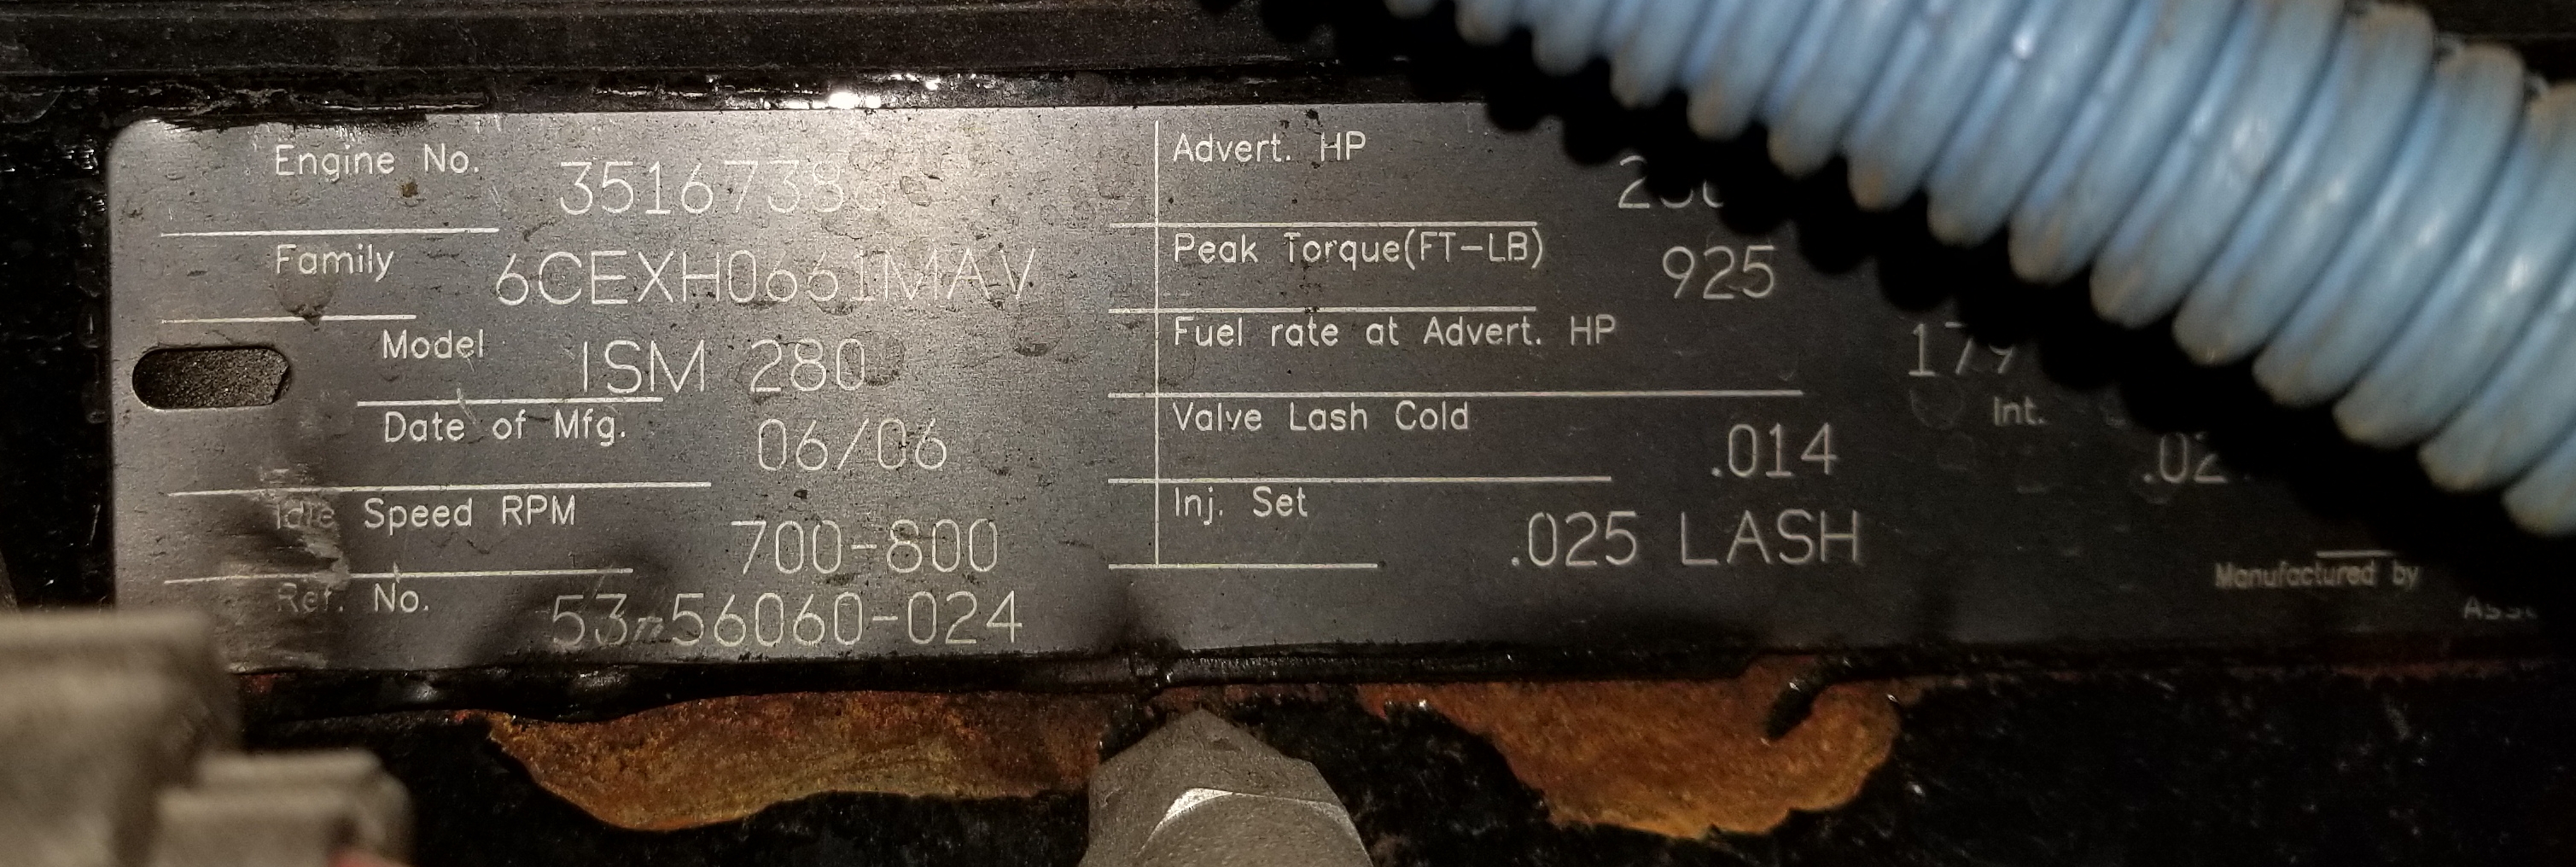 Engine No. 3516738
Family 6CEXH0661MAV
Model ISM 280
Date of Mfg. 06/06
Idle Speed RPM 700-800
Ref. No. 53-56060-024
Advert. HP
Peak Torque(FT-LB) 925
Fuel rate at Advert. HP
Valve Lash Cold .014 Int.
Inj. Set .025 LASH
Manufactured by